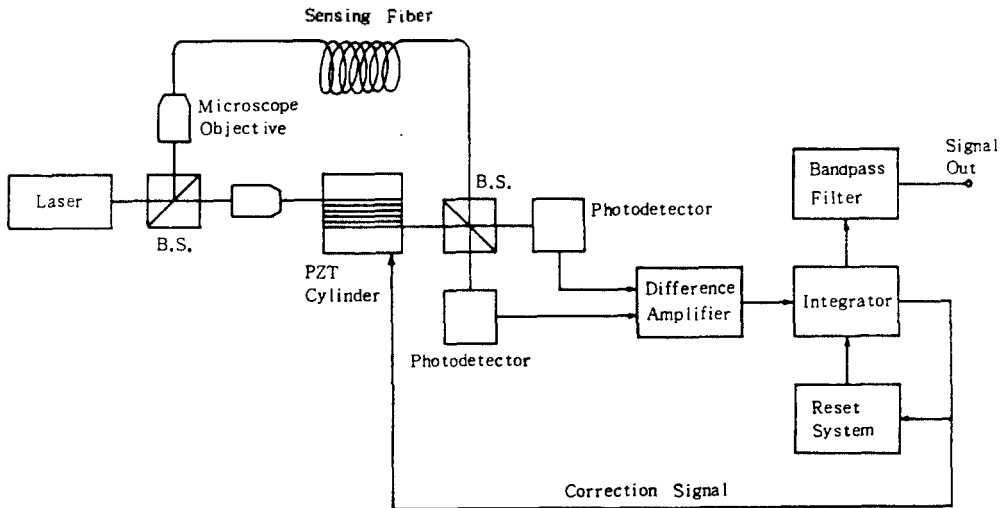 Sensing Fiber
Microscope
Objective
Laser
B.S.
PZT
Cylinder
B.S.
Photodetector
Photodetector
Difference
Amplifier
Integrator
Bandpass
Filter
Signal
Out
Reset
System
Correction Signal